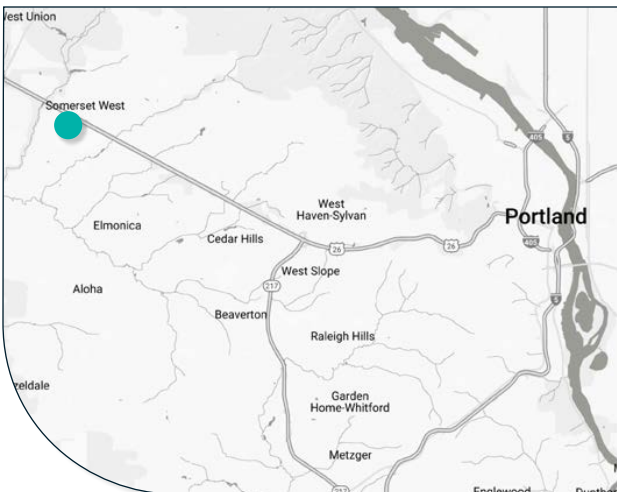 West Union
Somerset West
405
5
West
Haven-Sylvan
Portland
Elmonica
Cedar Hills
26
26
405
West Slope
Aloha
217
5
Beaverton
Raleigh Hills
Garden
Home-Whitford
Metzger
217